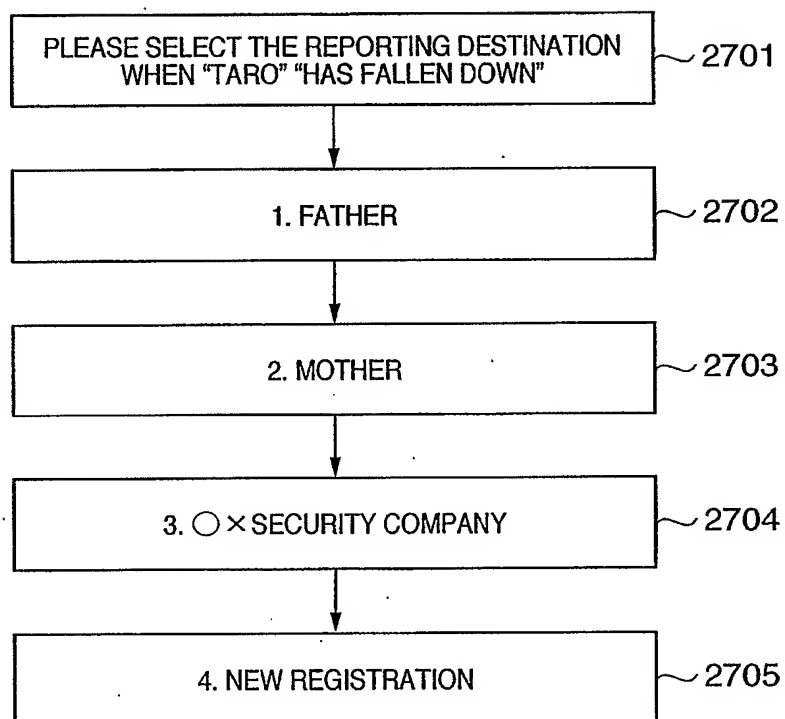 PLEASE SELECT THE REPORTING DESTINATION
WHEN “TARO” “HAS FALLEN DOWN”
2701
1. FATHER
2702
2. MOTHER
2703
3. ○×SECURITY COMPANY
2704
4. NEW REGISTRATION
2705